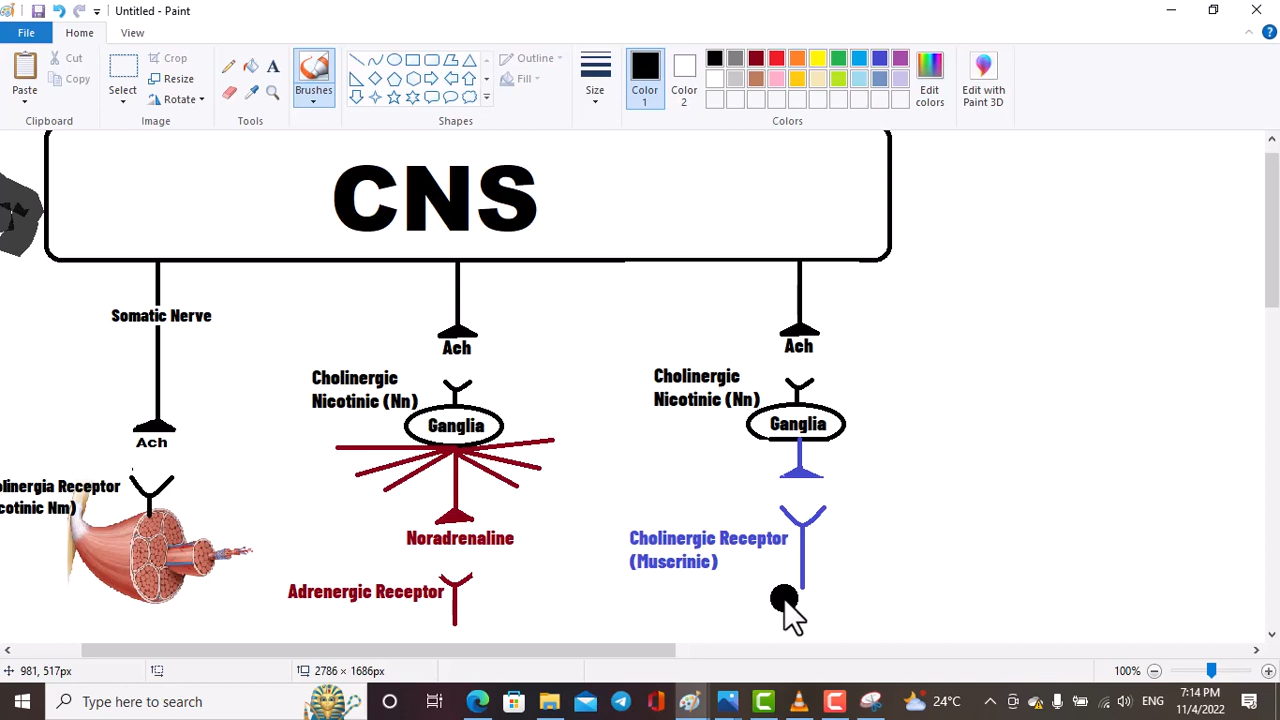 Untitled - Paint
File
Home
View
Paste
Cut
Copy
Clipboard
Select
Crop
Resize
Rotate
Image
A
Tools
Brushes
Shapes
Outline
Fill
Size
Color
1
Color
2
Colors
Edit
colors
Edit with
Paint 3D
CNS
Somatic Nerve
Ach
Ach
Cholinergic
Nicotinic (Nn)
Cholinergic
Nicotinic (Nn)
Ganglia
Ganglia
Ach
olinergia Receptor
cotinic Nm)
Noradrenaline
Cholinergic Receptor
(Muscrinic)
Adrenergic Receptor
981, 517px
2786 × 1686px
100%
Type here to search
24°C
ENG
7:14 PM
11/4/2022